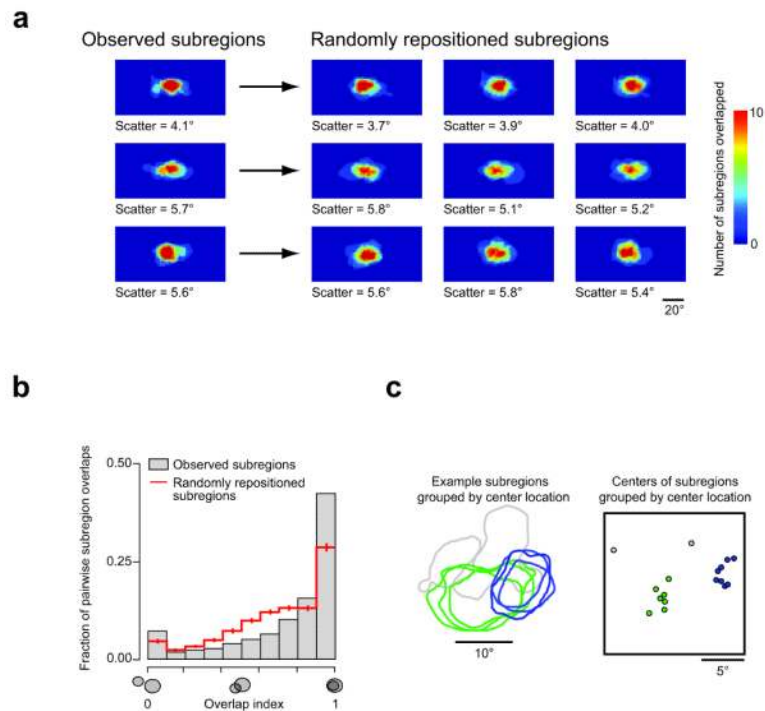 a
Observed subregions
Randomly repositioned subregions
Scatter = 4.1°
Scatter = 3.7°
Scatter = 3.9°
Scatter = 4.0°
Scatter = 5.7°
Scatter = 5.8°
Scatter = 5.1°
Scatter = 5.2°
Scatter = 5.6°
Scatter = 5.6°
Scatter = 5.8°
Scatter = 5.4°
20°
Number of subregions overlapped
10
0
b
Fraction of pairwise subregion overlaps
0.50
0.25
0.00
Observed subregions
Randomly repositioned
subregions
0
Overlap index
1
c
Example subregions
grouped by center location
10°
Centers of subregions
grouped by center location
5°